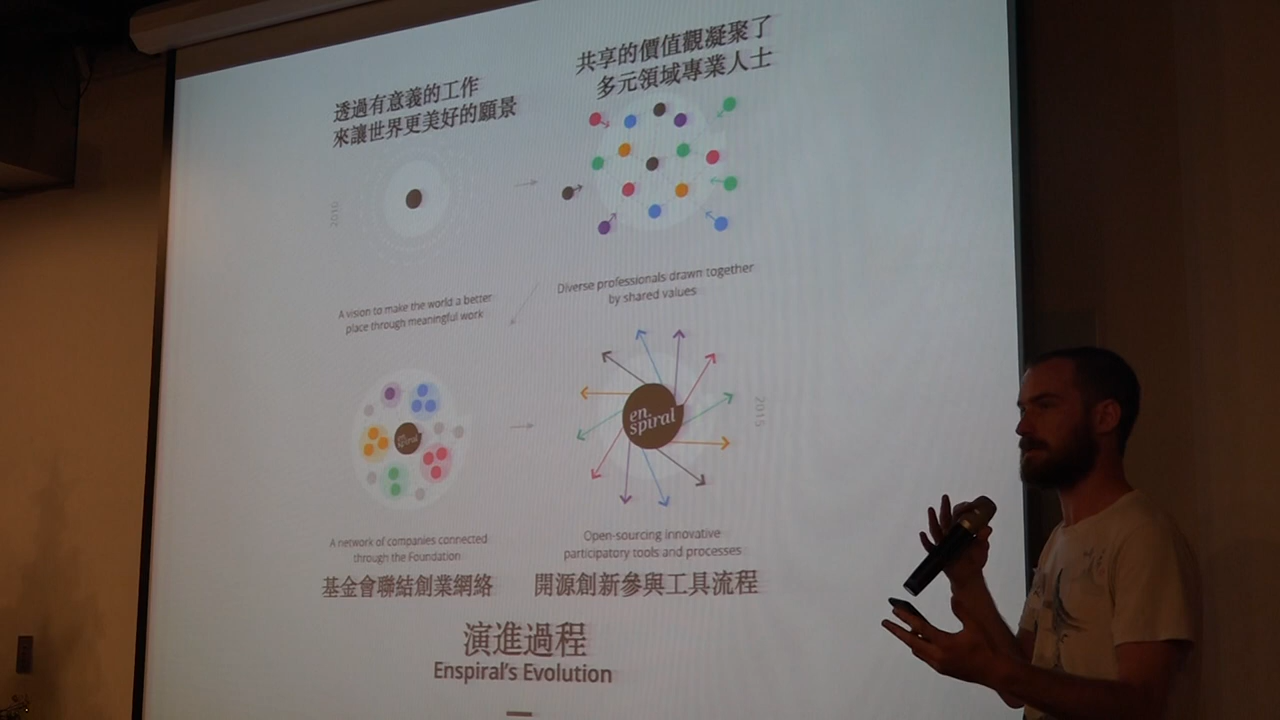 透過有意義的工作
來讓世界更美好的願景
2010
A vision to make the world a better
place through meaningful work
共享的價值觀凝聚了
多元領域專業人士
Diverse professionals drawn together
by shared values
en
spiral
A network of companies connected
through the Foundation
基金會聯結創業網絡
en
spiral
2015
Open-sourcing innovative
participatory tools and processes
開源創新參與工具流程
演進過程
Enspiral's Evolution